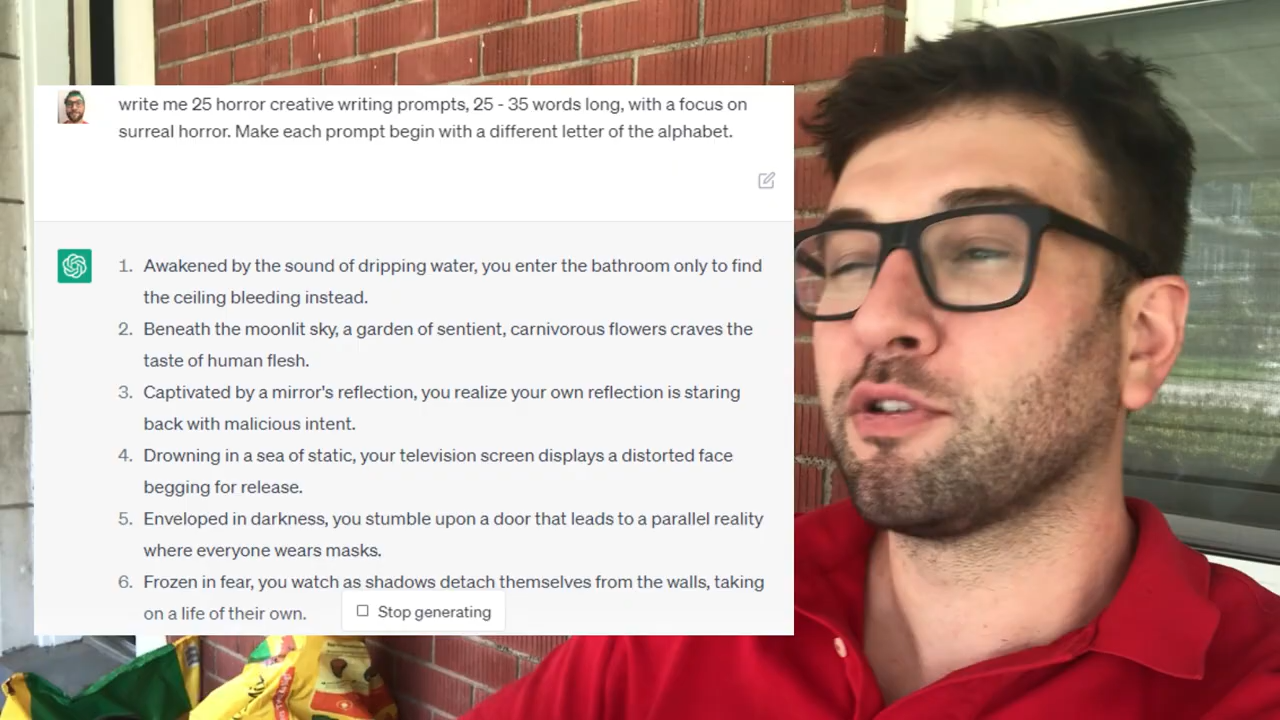 write me 25 horror creative writing prompts, 25 - 35 words long, with a focus on
surreal horror. Make each prompt begin with a different letter of the alphabet.
1. Awakened by the sound of dripping water, you enter the bathroom only to find
the ceiling bleeding instead.
2. Beneath the moonlit sky, a garden of sentient, carnivorous flowers craves the
taste of human flesh.
3. Captivated by a mirror's reflection, you realize your own reflection is staring
back with malicious intent.
4. Drowning in a sea of static, your television screen displays a distorted face
begging for release.
5. Enveloped in darkness, you stumble upon a door that leads to a parallel reality
where everyone wears masks.
6. Frozen in fear, you watch as shadows detach themselves from the walls, taking
on a life of their own.
Stop generating